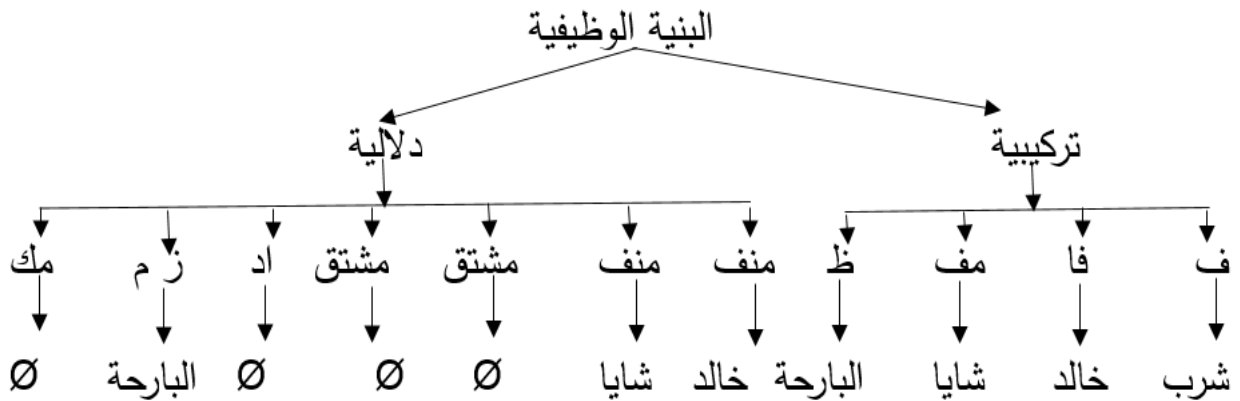 البنية الوظيفية
تركيبية دلالية
ف فا مف ظ منف منف مشتق مشتق اد ز م مك
شرب خالد شايا البارحة خالد شايا Ø Ø Ø البارحة Ø